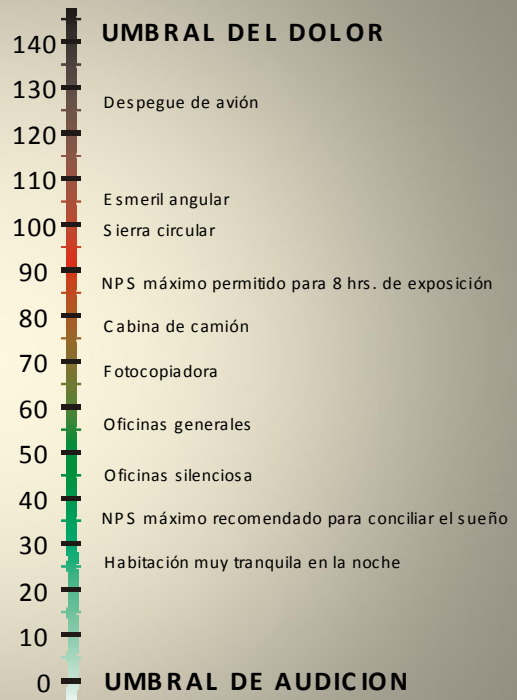 UMBRAL DEL DOLOR
140
130
Despegue de avión
120
110
Esmeril angular
100
Sierra circular
90
NPS máximo permitido para 8 hrs. de exposición
80
Cabina de camión
70
Fotocopiadora
60
Oficinas generales
50
Oficinas silenciosa
40
NPS máximo recomendado para conciliar el sueño
30
Habitación muy tranquila en la noche
20
10
0
UMBRAL DE AUDICION